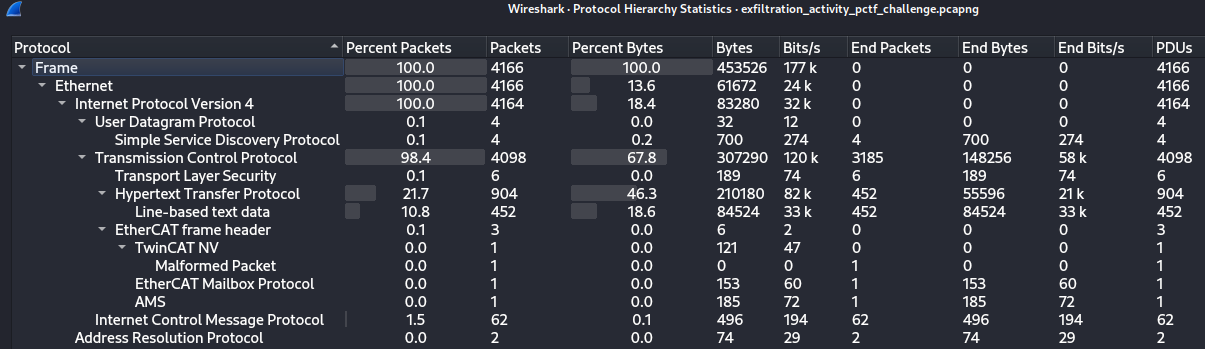 Wireshark · Protocol Hierarchy Statistics · exfiltration_activity_pctf_challenge.pcapng
Protocol Percent Packets Packets Percent Bytes Bytes Bits/s End Packets End Bytes End Bits/s PDUs
Frame 100.0 4166 100.0 453526 177 k 0 0 0 4166
Ethernet 100.0 4166 13.6 61672 24 k 0 0 0 4166
Internet Protocol Version 4 100.0 4164 18.4 83280 32 k 0 0 0 4164
User Datagram Protocol 0.1 4 0.0 32 12 0 0 0 4
Simple Service Discovery Protocol 0.1 4 0.2 700 274 4 700 274 4
Transmission Control Protocol 98.4 4098 67.8 307290 120 k 3185 148256 58 k 4098
Transport Layer Security 0.1 6 0.0 189 74 6 189 74 6
Hypertext Transfer Protocol 21.7 904 46.3 210180 82 k 452 55596 21 k 904
Line-based text data 10.8 452 18.6 84524 33 k 452 84524 33 k 452
EtherCAT frame header 0.1 3 0.0 6 2 0 0 0 3
TwinCAT NV 0.0 1 0.0 121 47 0 0 0 1
Malformed Packet 0.0 1 0.0 0 0 1 0 0 1
EtherCAT Mailbox Protocol 0.0 1 0.0 153 60 1 153 60 1
AMS 0.0 1 0.0 185 72 1 185 72 1
Internet Control Message Protocol 1.5 62 0.1 496 194 62 496 194 62
Address Resolution Protocol 0.0 2 0.0 74 29 2 74 29 2